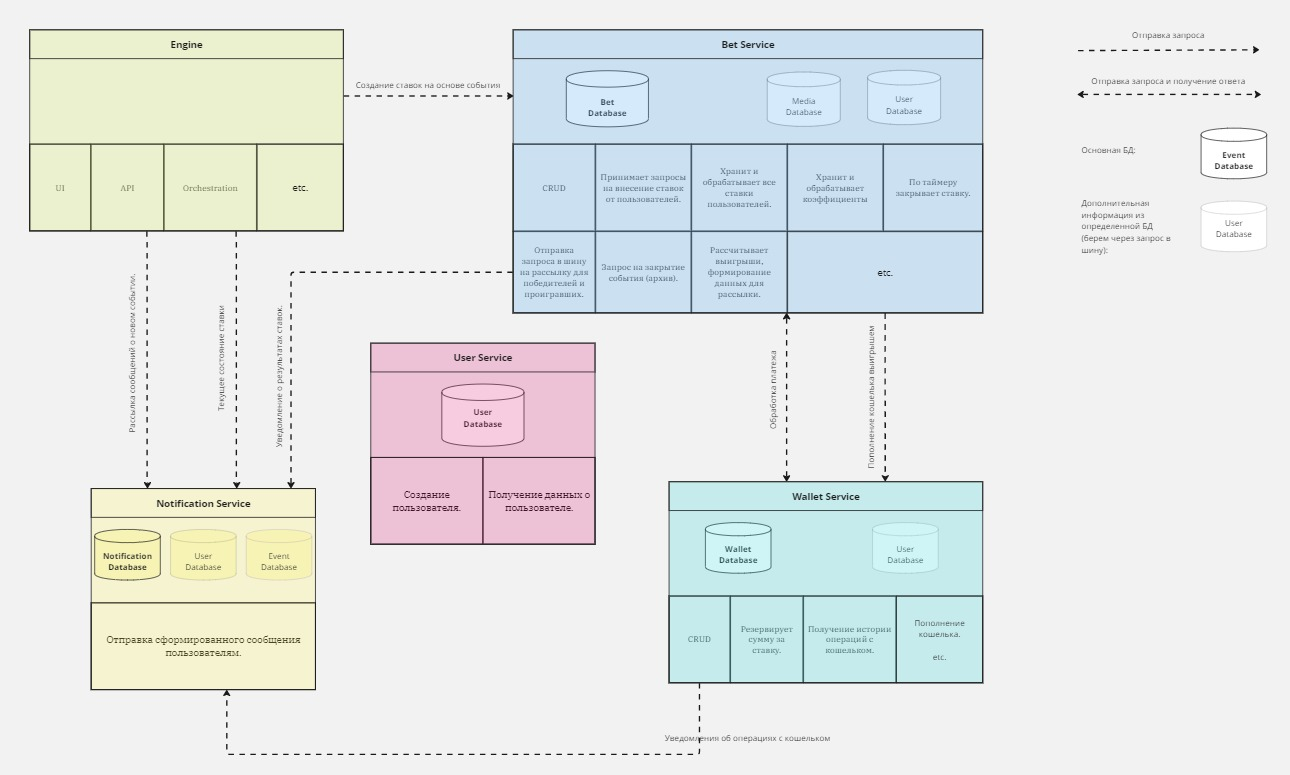 Engine
UI
API
Orchestration
etc.
Создание ставок на основе события
Bet Service
Bet
Database
Media
Database
User
Database
CRUD
Принимает запросы
на внесение ставок
от пользователей.
Хранит и
обрабатывает все
ставки
пользователей.
Хранит и
обрабатывает
коэффициенты
По таймеру
закрывает ставку.
Отправка
запроса в шину
на рассылку для
победителей и
проигравших.
Запрос на закрытие
события (архив).
Рассчитывает
выигрыши,
формирование
данных для
рассылки.
etc.
Отправка запроса
Отправка запроса и получение ответа
Основная БД:
Event
Database
Дополнительная
информация из
определенной БД
(берем через запрос в
шину):
User
Database
Рассылка сообщений о новом событии.
Текущее состояние ставки
Уведомление о результатах ставок.
User Service
User
Database
Создание
пользователя.
Получение данных о
пользователе.
Обработка платежа
Пополнение кошелька выигрышем
Notification Service
Notification
Database
User
Database
Event
Database
Отправка сформированного сообщения
пользователям.
Wallet Service
Wallet
Database
User
Database
CRUD
Резервирует
сумму за
ставку.
Получение истории
операций с
кошельком.
Пополнение
кошелька.
etc.
Уведомления об операциях с кошельком